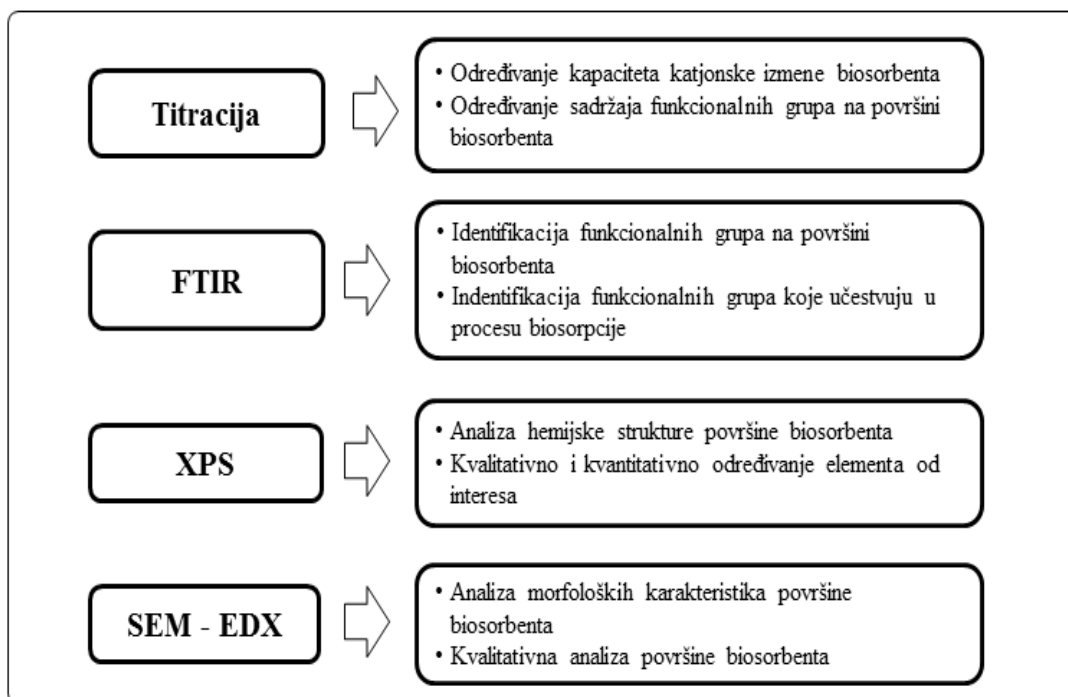 Titracija
• Određivanje kapaciteta katjonske izmene biosorbenta
• Određivanje sadržaja funkcionalnih grupa na površini
biosorbenta
FTIR
• Identifikacija funkcionalnih grupa na površini
biosorbenta
• Indentifikacija funkcionalnih grupa koje učestvuju u
procesu biosorpcije
XPS
• Analiza hemijske strukture površine biosorbenta
• Kvalitativno i kvantitativno određivanje elementa od
interesa
SEM - EDX
• Analiza morfoloških karakteristika površine
biosorbenta
• Kvalitativna analiza površine biosorbenta